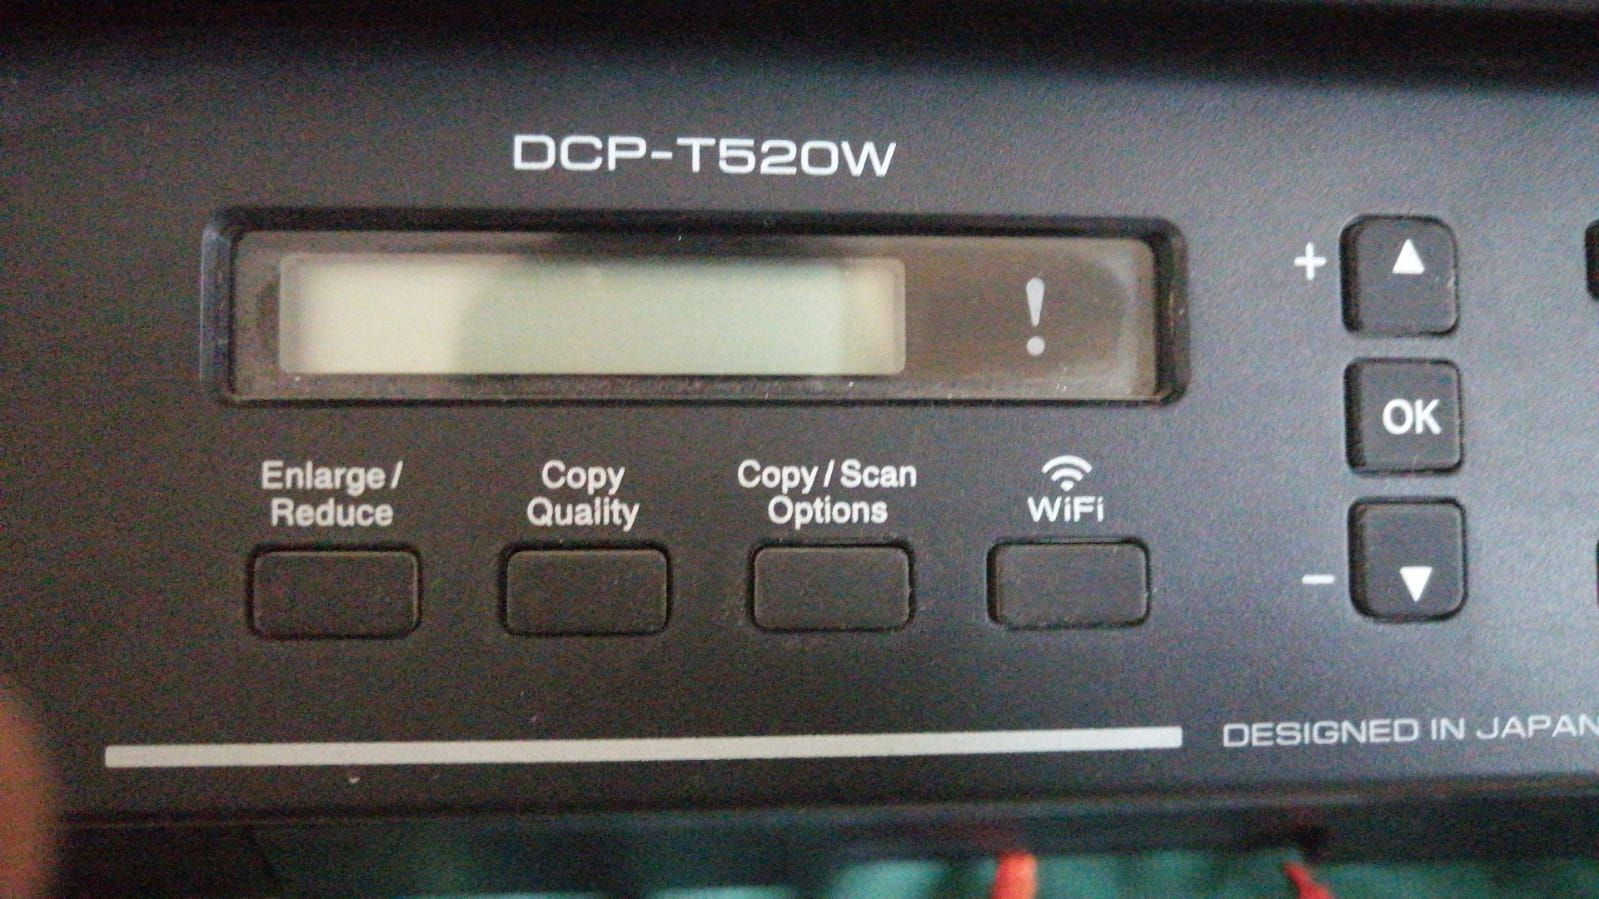 DCP-T520W
!
+
Enlarge/
Reduce
Copy
Quality
Copy/Scan
Options
WiFi
OK
-
DESIGNED IN JAPAN